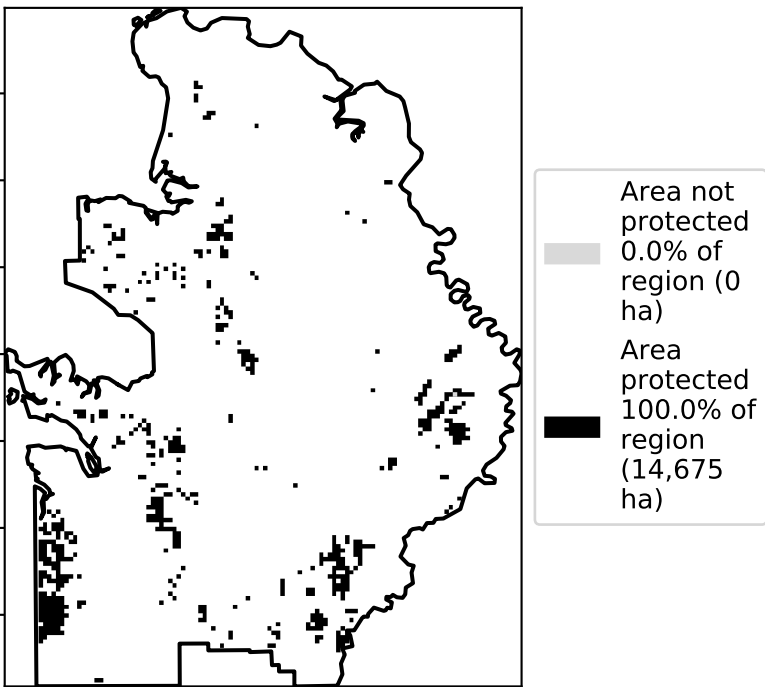 Area not
protected
0.0% of
region (0
ha)
Area
protected
100.0% of
region
(14,675
ha)